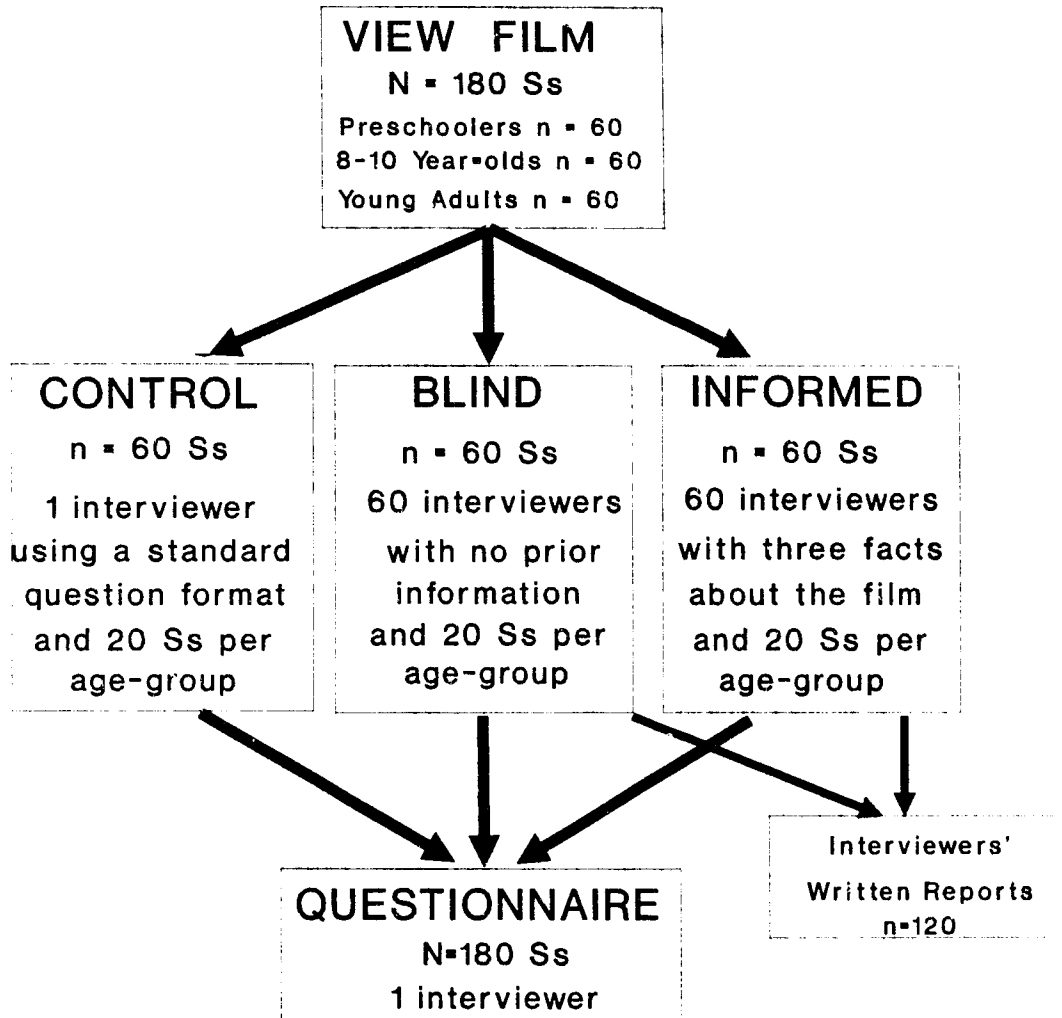 VIEW FILM
N = 180 Ss
Preschoolers n = 60
8-10 Year-olds n = 60
Young Adults n = 60
CONTROL
n = 60 Ss
1 interviewer
using a standard
question format
and 20 Ss per
age-group
BLIND
n = 60 Ss
60 interviewers
with no prior
information
and 20 Ss per
age-group
INFORMED
n = 60 Ss
60 interviewers
with three facts
about the film
and 20 Ss per
age-group
QUESTIONNAIRE
N=180 Ss
1 interviewer
Interviewers'
Written Reports
n=120